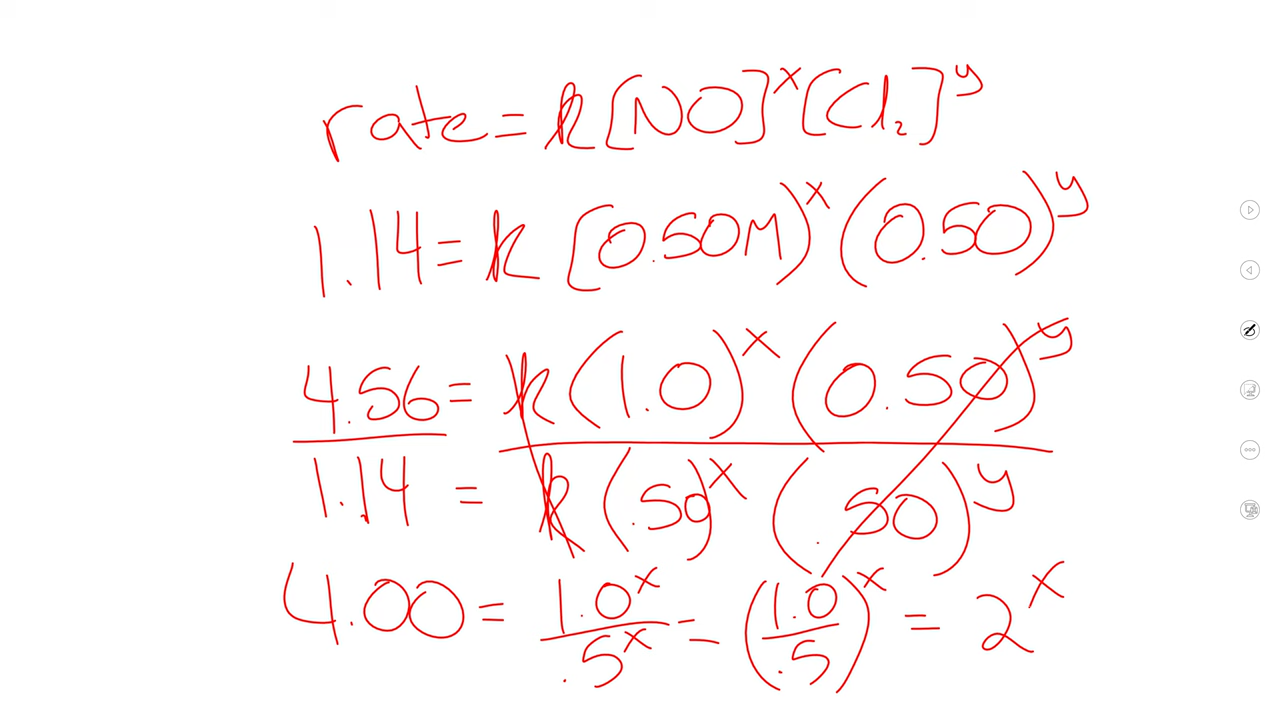 rate = k[NO]^x[Cl₂]^y
1.14 = k[0.50M)^x(0.50)^y
4.56 = k(1.0)^x(0.50)^y
1.14 = k(.50)^x(.50)^y
4.00 = 1.0^x/.5^x = (1.0/.5)^x = 2^x